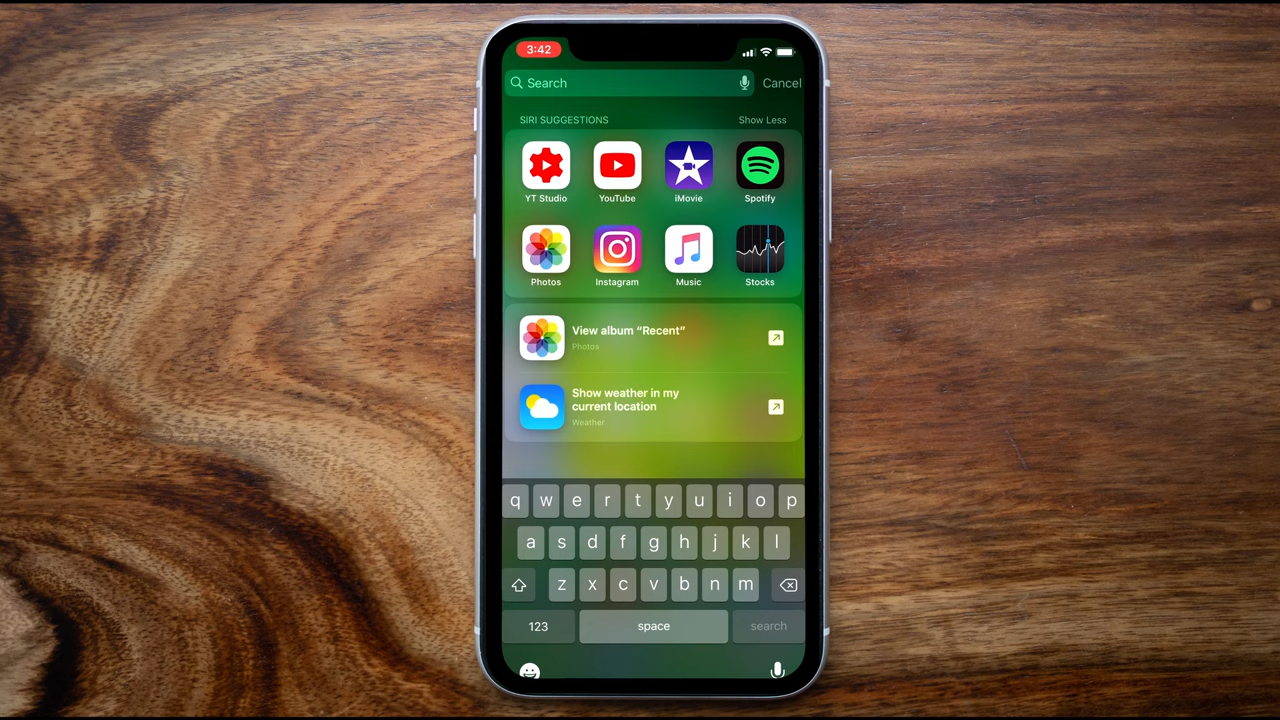 3:42
Search
Cancel
SIRI SUGGESTIONS
Show Less
YT Studio
YouTube
iMovie
Spotify
Photos
Instagram
Music
Stocks
View album “Recent”
Photos
Show weather in my
current location
Weather
q w e r t y u i o p
a s d f g h j k l
z x c v b n m
123
space
search